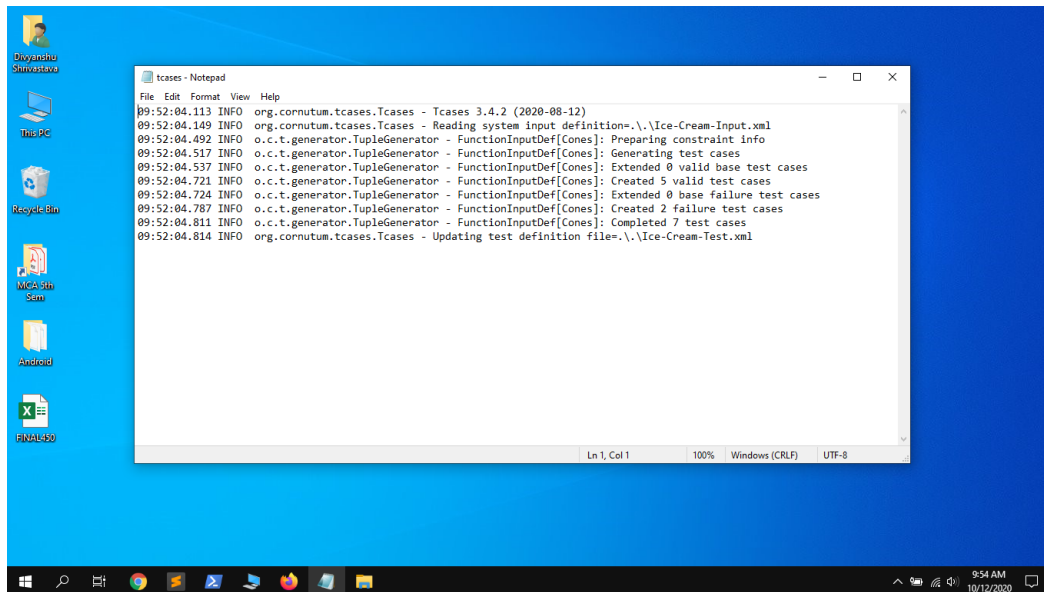 Divyanshu
Shrivastava
This PC
Recycle Bin
MCA 5th
Sem
Android
FINAL450
tcases - Notepad
File Edit Format View Help
09:52:04.113 INFO  org.cornutum.tcases.Tcases - Tcases 3.4.2 (2020-08-12)
09:52:04.149 INFO  org.cornutum.tcases.Tcases - Reading system input definition=.\.\Ice-Cream-Input.xml
09:52:04.492 INFO  o.c.t.generator.TupleGenerator - FunctionInputDef[Cones]: Preparing constraint info
09:52:04.517 INFO  o.c.t.generator.TupleGenerator - FunctionInputDef[Cones]: Generating test cases
09:52:04.537 INFO  o.c.t.generator.TupleGenerator - FunctionInputDef[Cones]: Extended 0 valid base test cases
09:52:04.721 INFO  o.c.t.generator.TupleGenerator - FunctionInputDef[Cones]: Created 5 valid test cases
09:52:04.724 INFO  o.c.t.generator.TupleGenerator - FunctionInputDef[Cones]: Extended 0 base failure test cases
09:52:04.787 INFO  o.c.t.generator.TupleGenerator - FunctionInputDef[Cones]: Created 2 failure test cases
09:52:04.811 INFO  o.c.t.generator.TupleGenerator - FunctionInputDef[Cones]: Completed 7 test cases
09:52:04.814 INFO  org.cornutum.tcases.Tcases - Updating test definition file=.\.\Ice-Cream-Test.xml
Ln 1, Col 1 100% Windows (CRLF) UTF-8
9:54 AM
10/12/2020